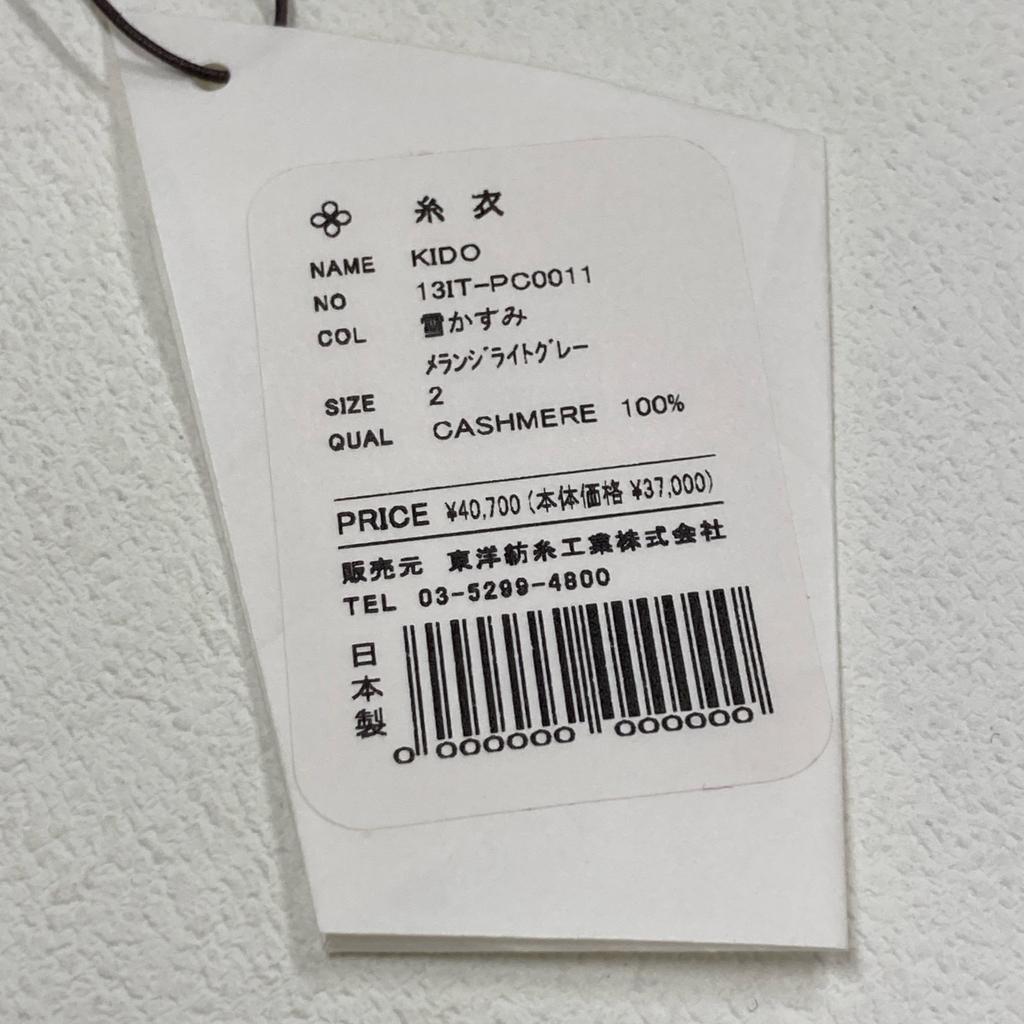 糸 衣
NAME KIDO
NO 13IT-PC0011
COL 雪かすみ
ﾒﾗﾝｼﾞﾗｲﾄｸﾞﾚｰ
SIZE 2
QUAL CASHMERE 100%
PRICE ¥40,700(本体価格 ¥37,000)
販売元 東洋紡糸工業株式会社
TEL 03-5299-4800
日本製
0 000000 000000